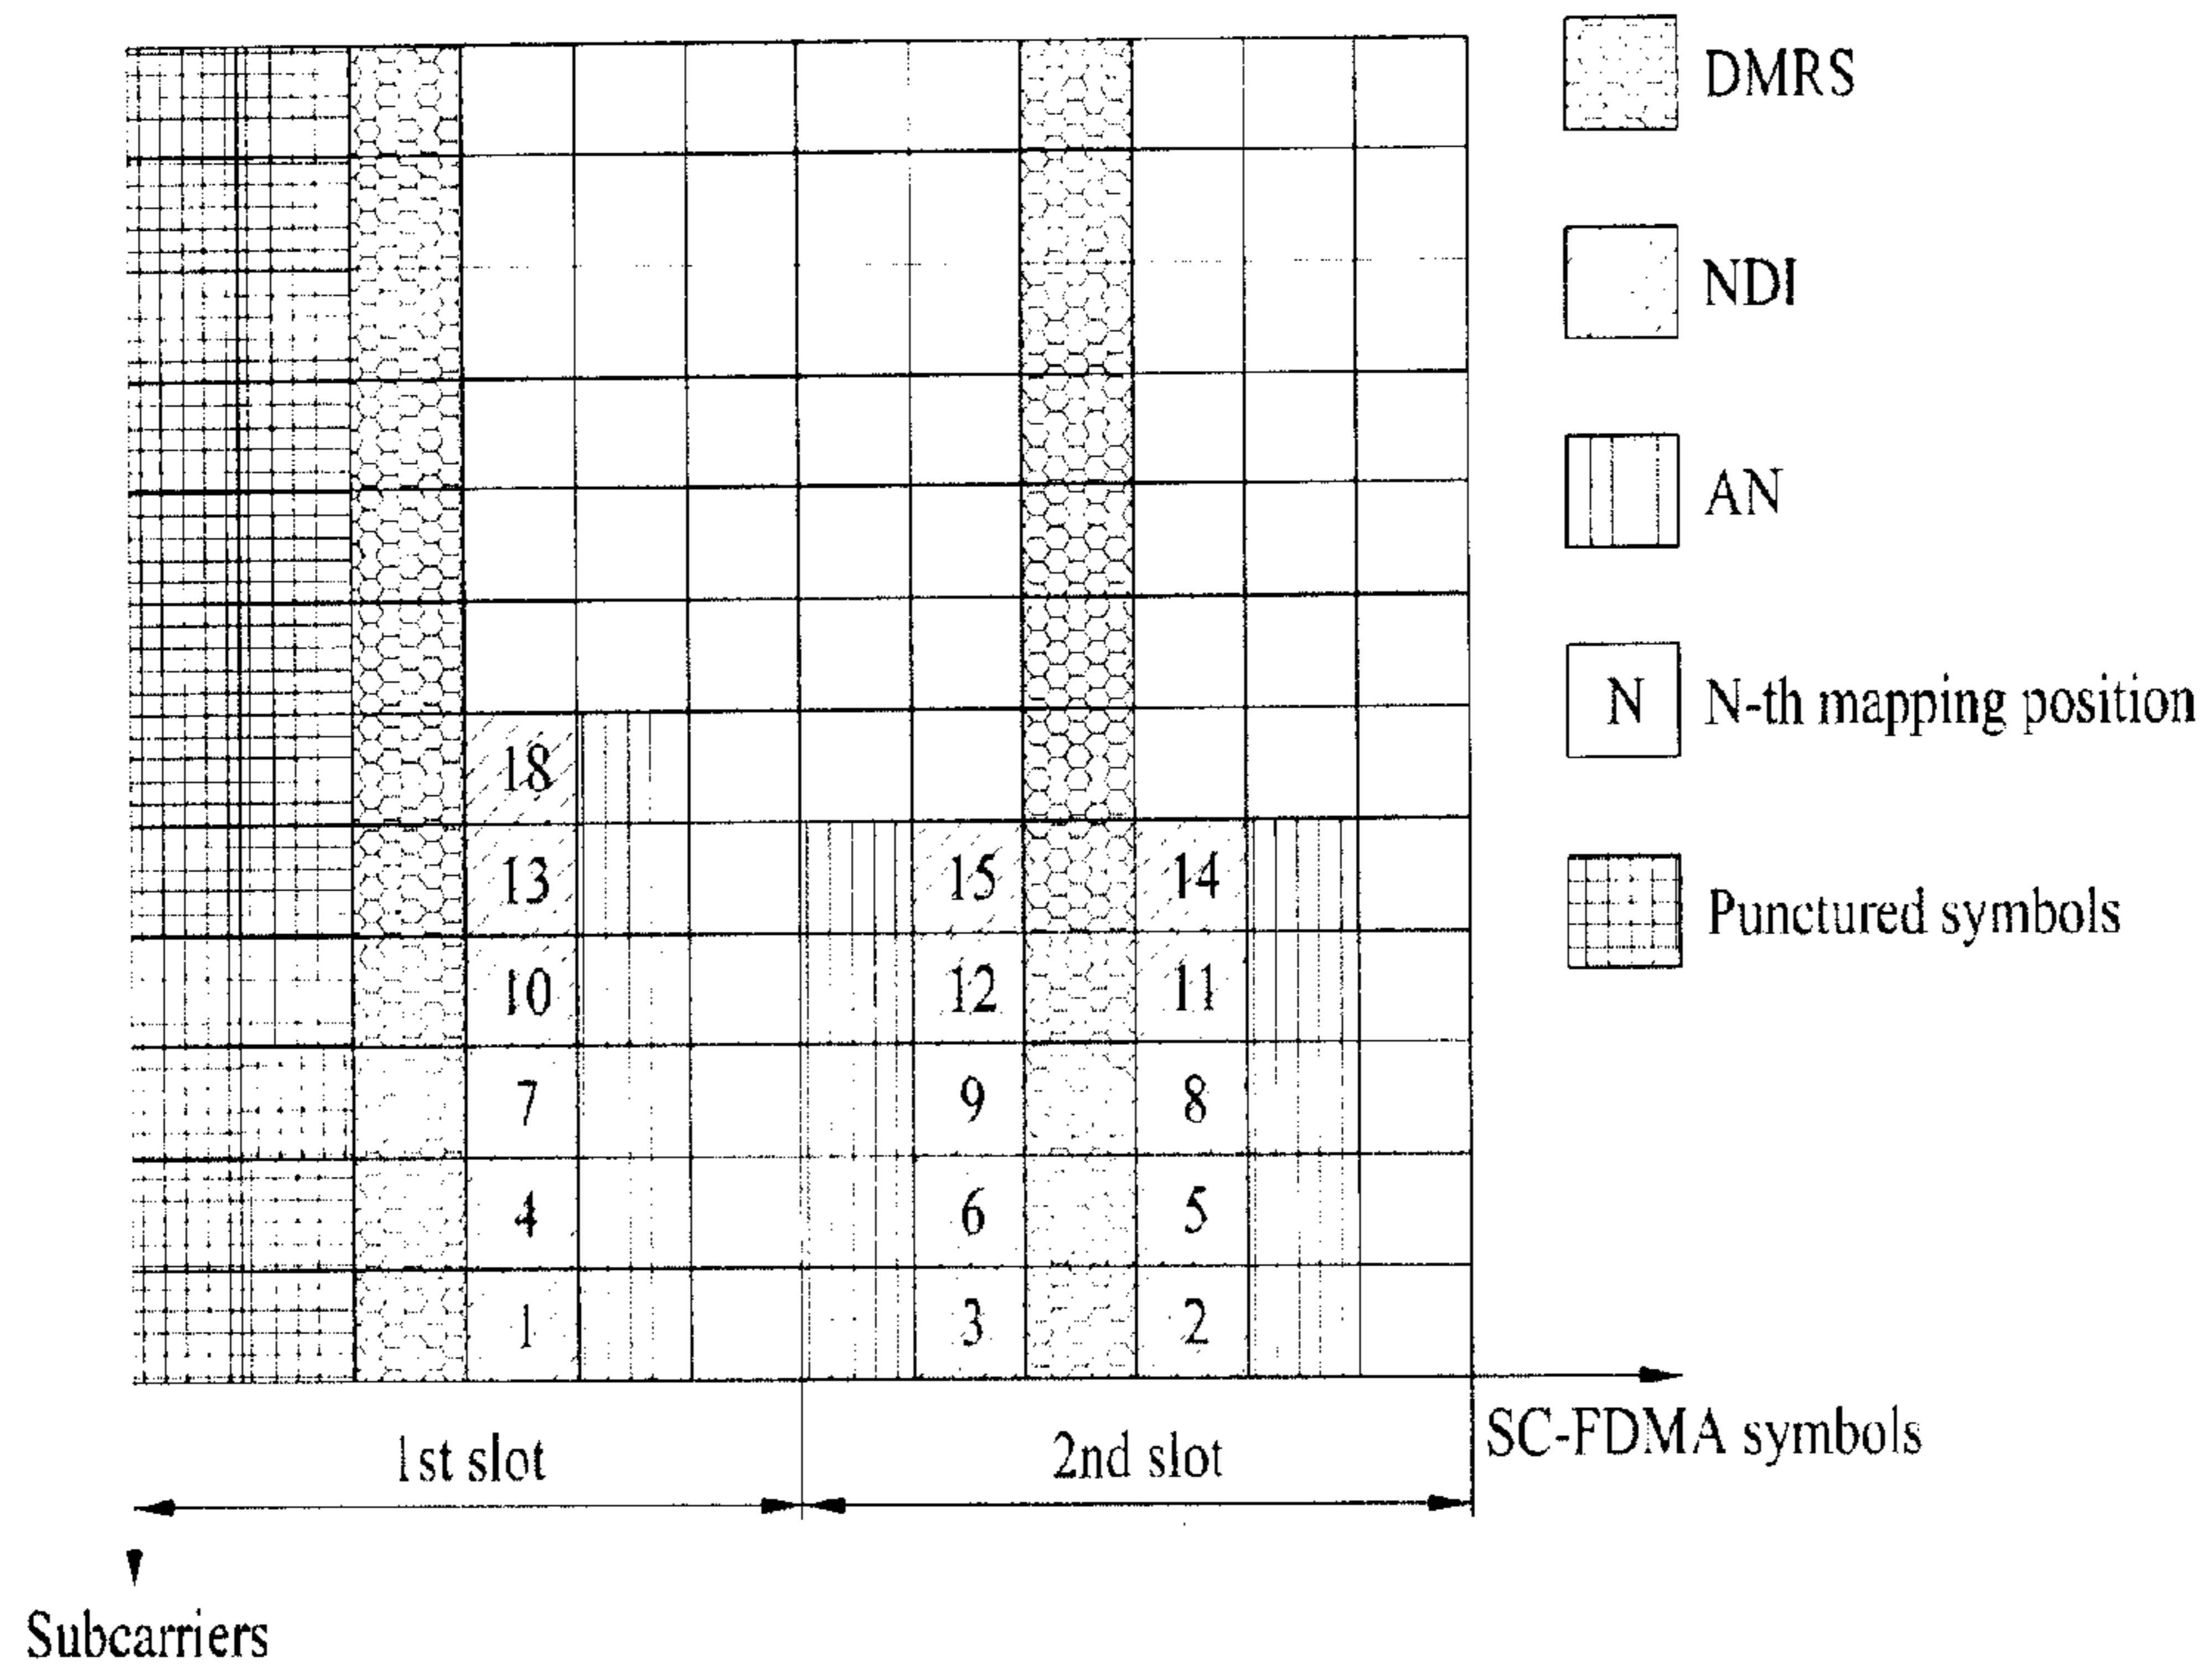 DMRS
NDI
AN
N N-th mapping position
Punctured symbols
18
13 15 14
10 12 11
7 9 8
4 6 5
1 3 2
SC-FDMA symbols
1st slot 2nd slot
Subcarriers